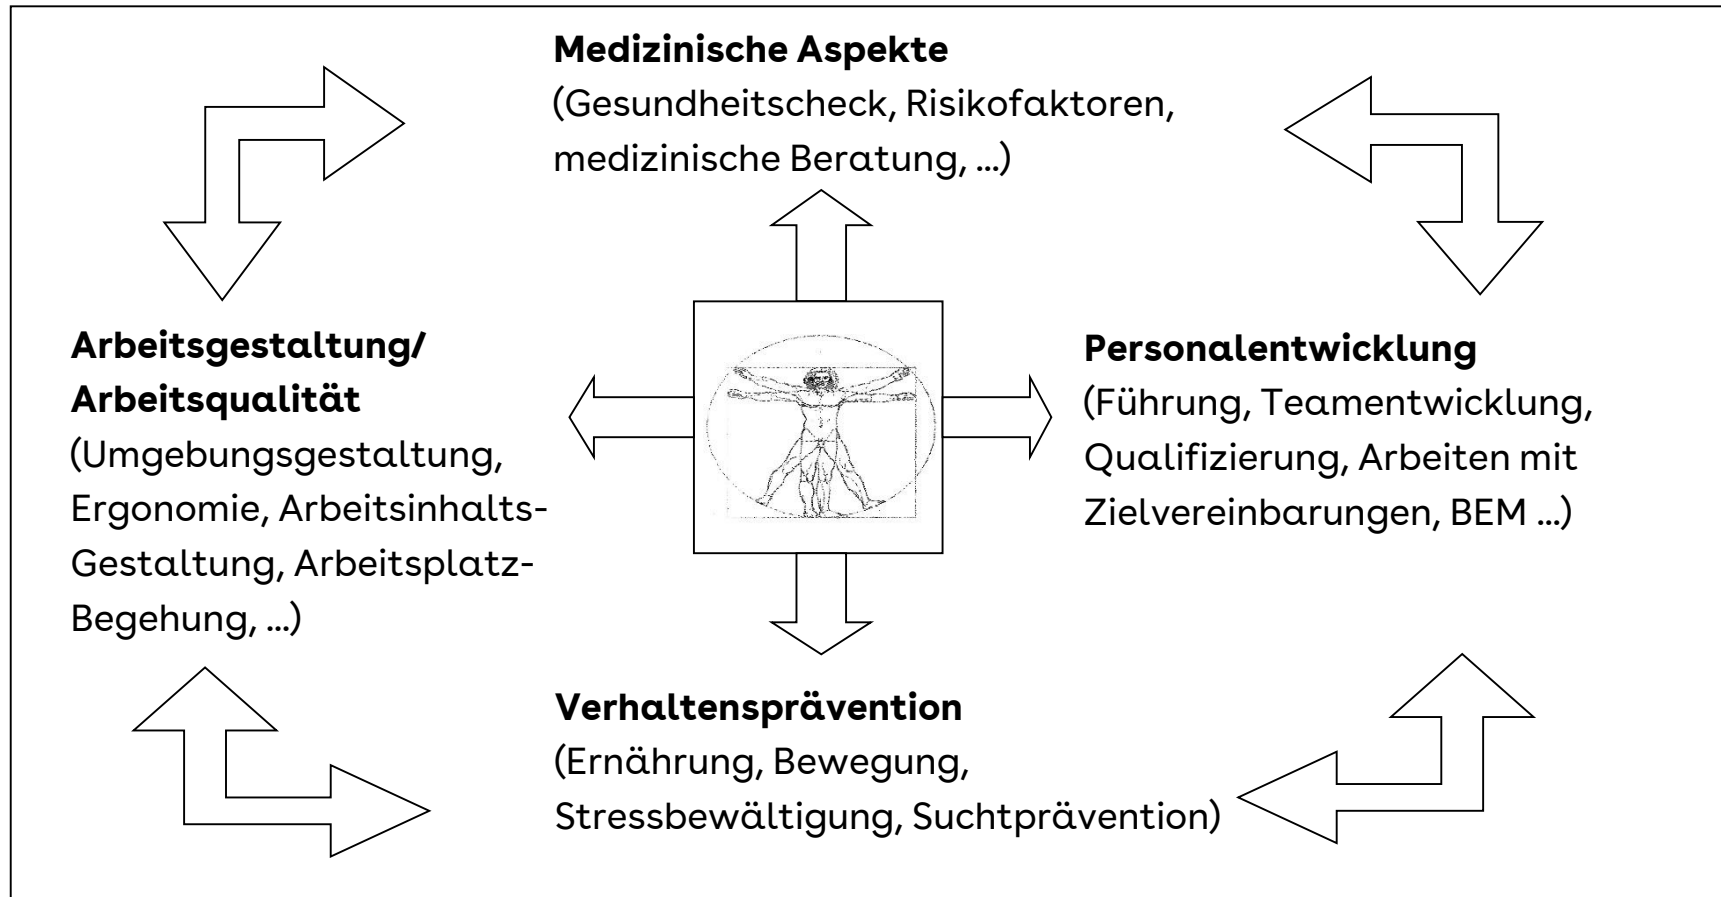 Medizinische Aspekte
(Gesundheitscheck, Risikofaktoren,
medizinische Beratung, ...)
Arbeitsgestaltung/
Arbeitsqualität
(Umgebungsgestaltung,
Ergonomie, Arbeitsinhalts-
Gestaltung, Arbeitsplatz-
Begehung, ...)
Personalentwicklung
(Führung, Teamentwicklung,
Qualifizierung, Arbeiten mit
Zielvereinbarungen, BEM ...)
Verhaltensprävention
(Ernährung, Bewegung,
Stressbewältigung, Suchtprävention)